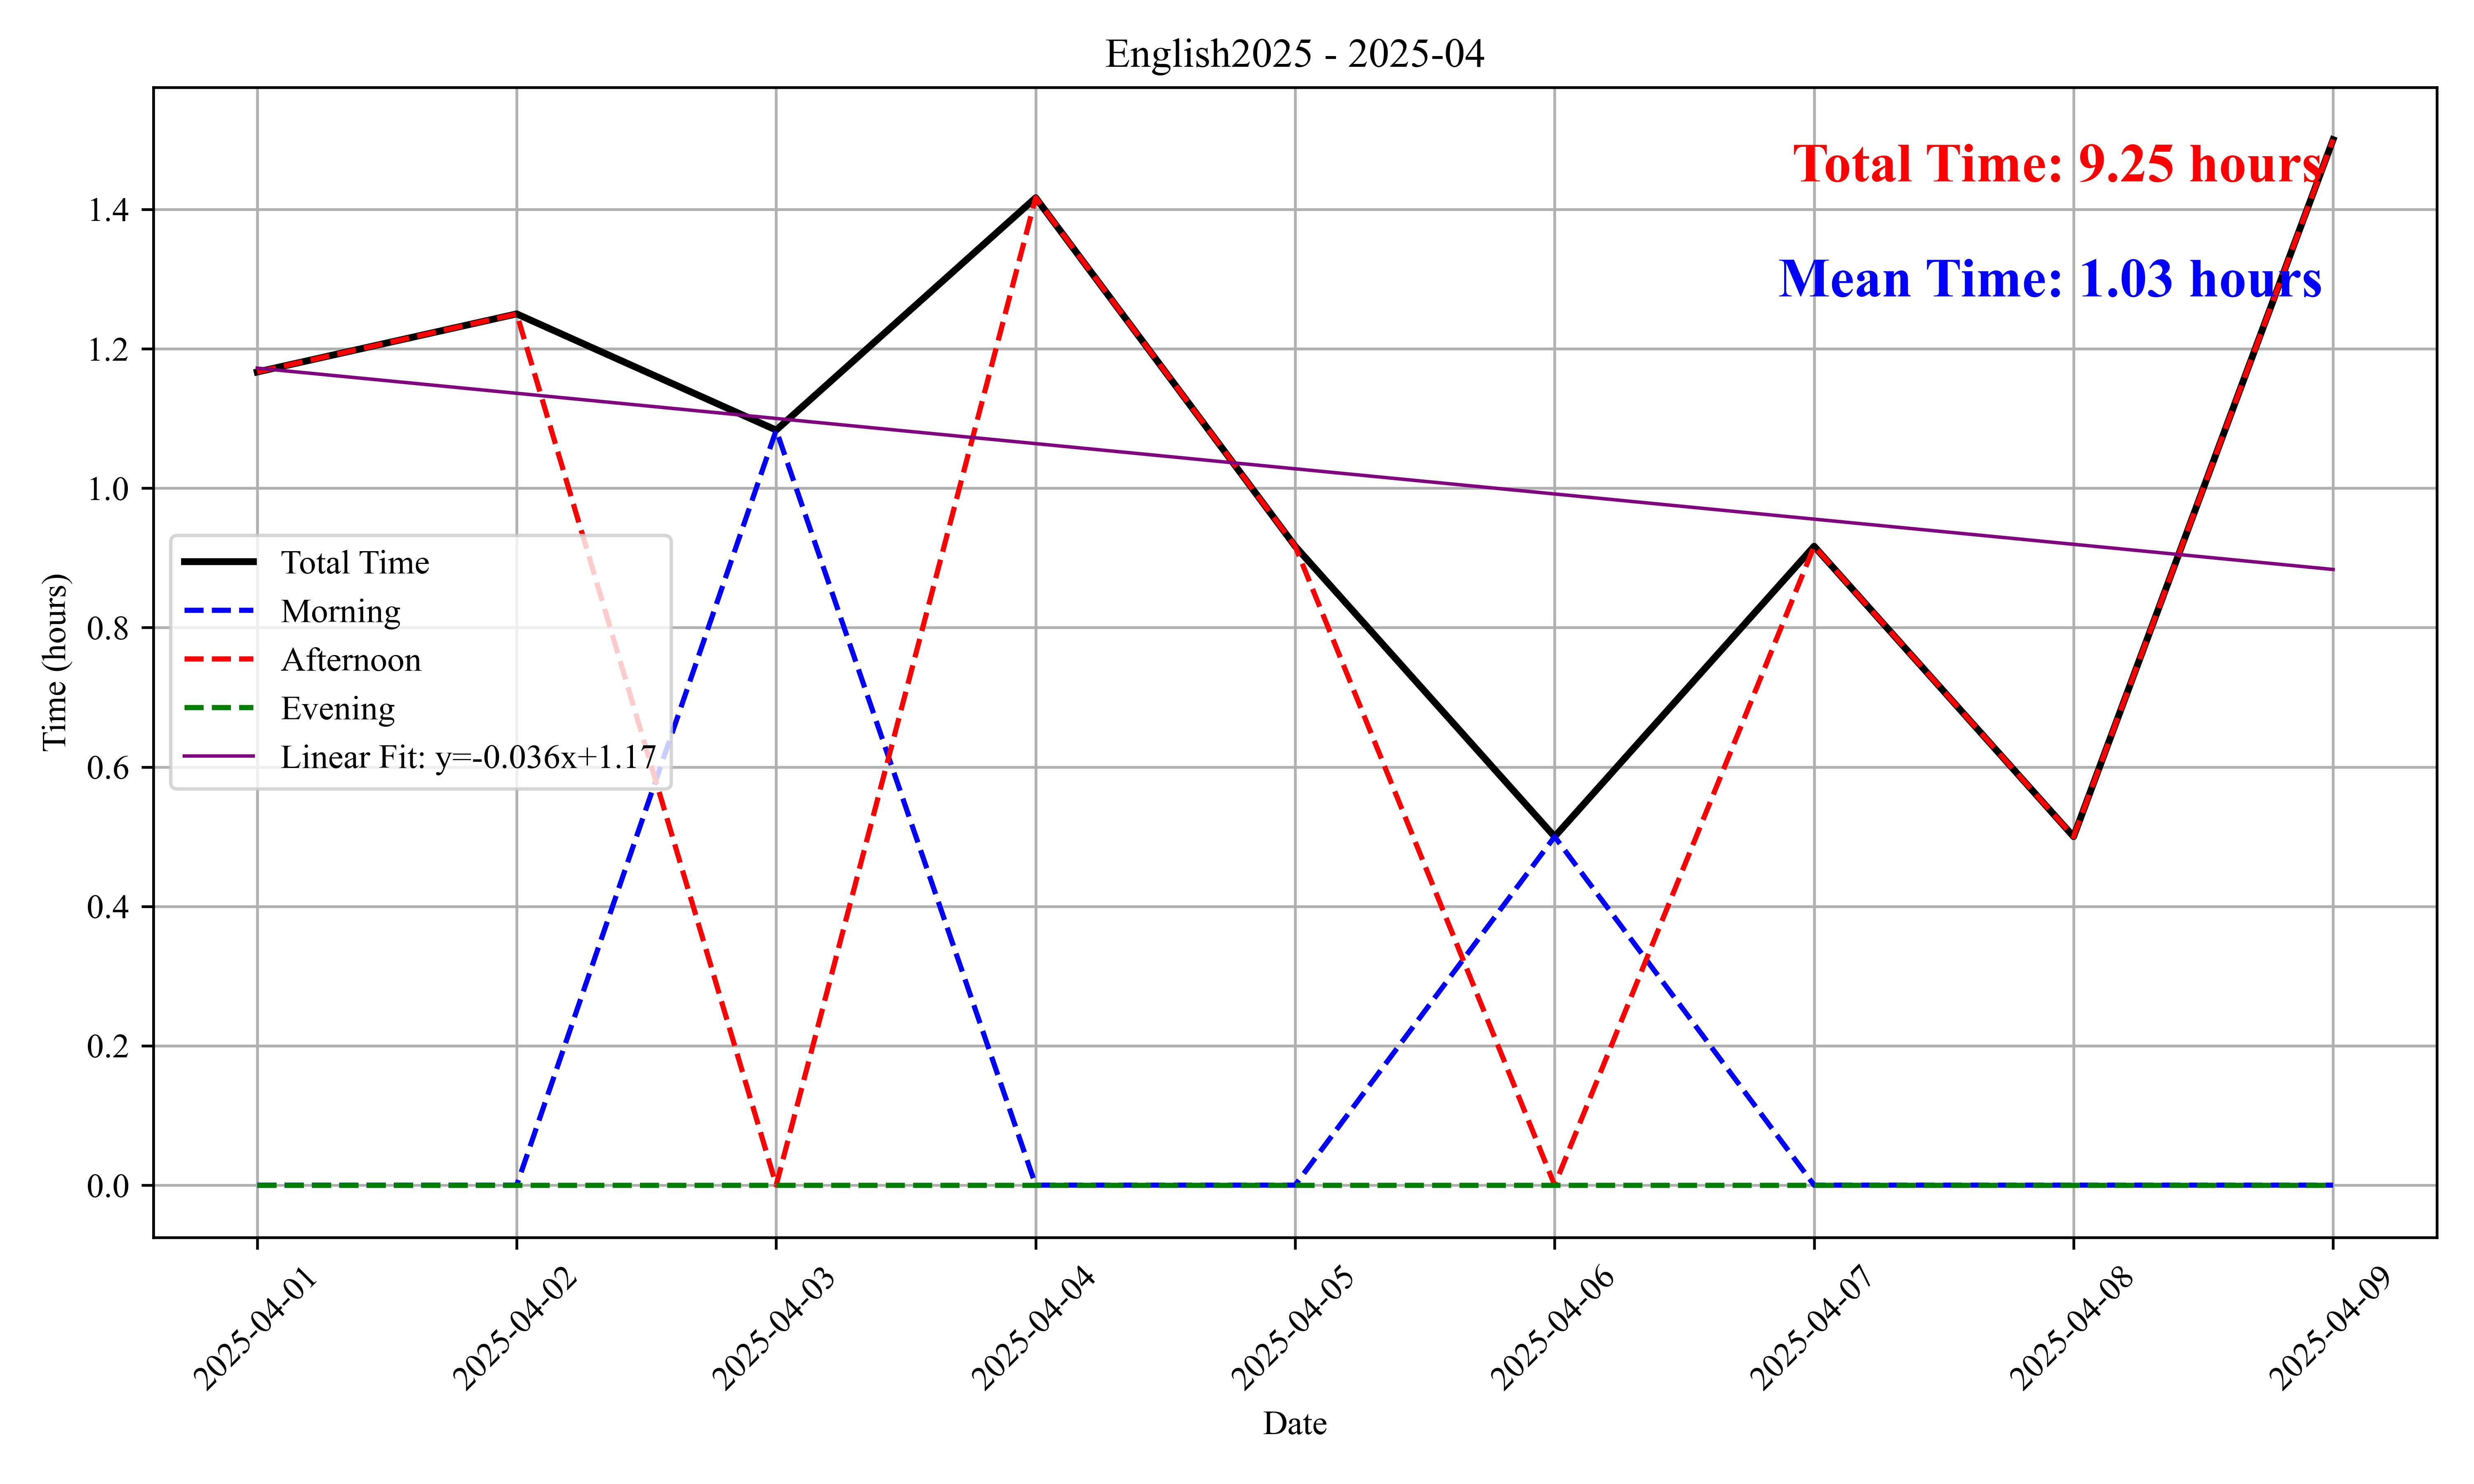 English2025 - 2025-04
Total Time: 9.25 hours
Mean Time: 1.03 hours
1.4
1.2
1.0
0.8
0.6
0.4
0.2
0.0
Time (hours)
Total Time
Morning
Afternoon
Evening
Linear Fit: y=-0.036x+1.17
2025-04-01
2025-04-02
2025-04-03
2025-04-04
2025-04-05
2025-04-06
2025-04-07
2025-04-08
2025-04-09
Date